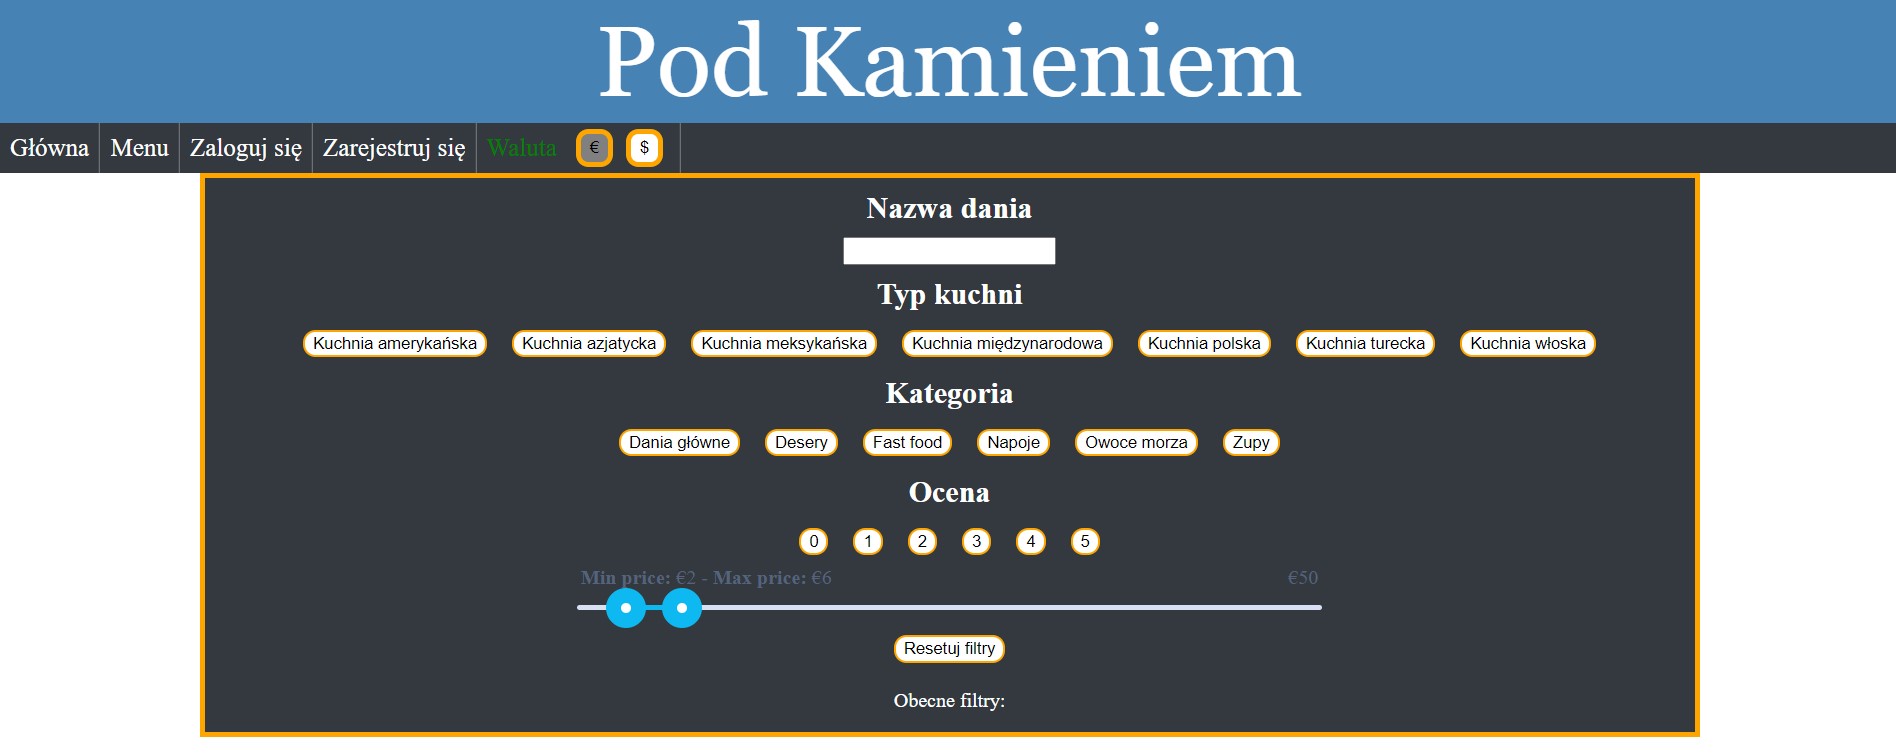 Pod Kamieniem
Główna Menu Zaloguj się Zarejestruj się Waluta € $
Nazwa dania
Typ kuchni
Kuchnia amerykańska Kuchnia azjatycka Kuchnia meksykańska Kuchnia międzynarodowa Kuchnia polska Kuchnia turecka Kuchnia włoska
Kategoria
Dania główne Desery Fast food Napoje Owoce morza Zupy
Ocena
0 1 2 3 4 5
Min price: €2 - Max price: €6 €50
Resetuj filtry
Obecne filtry: